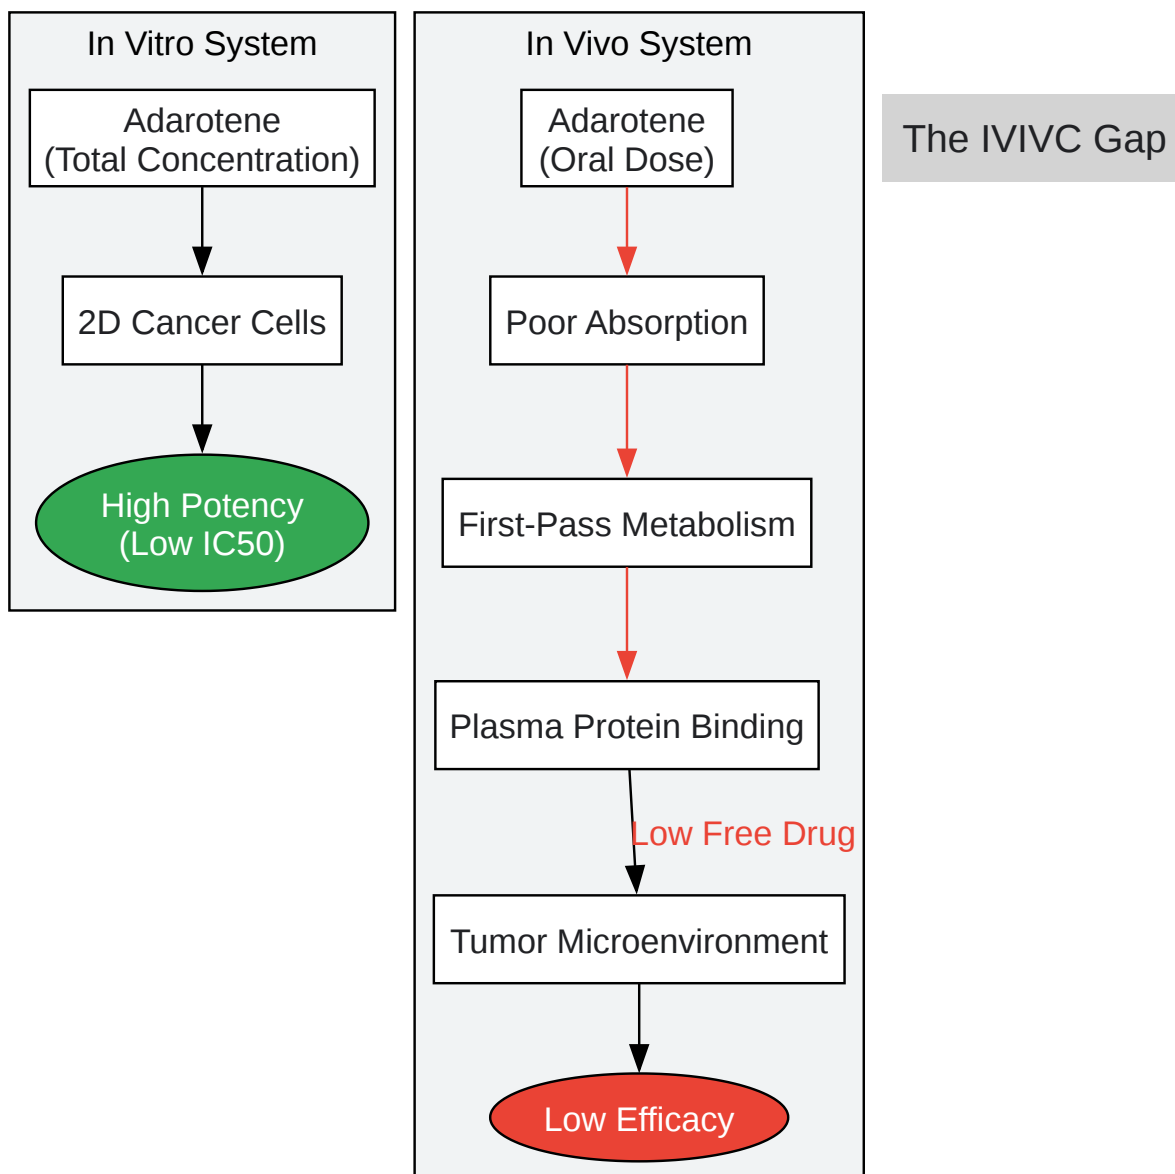 In Vitro System
Adarotene
(Total Concentration)
2D Cancer Cells
High Potency
(Low IC50)
In Vivo System
Adarotene
(Oral Dose)
Poor Absorption
First-Pass Metabolism
Plasma Protein Binding
Low Free Drug
Tumor Microenvironment
Low Efficacy
The IVIVC Gap